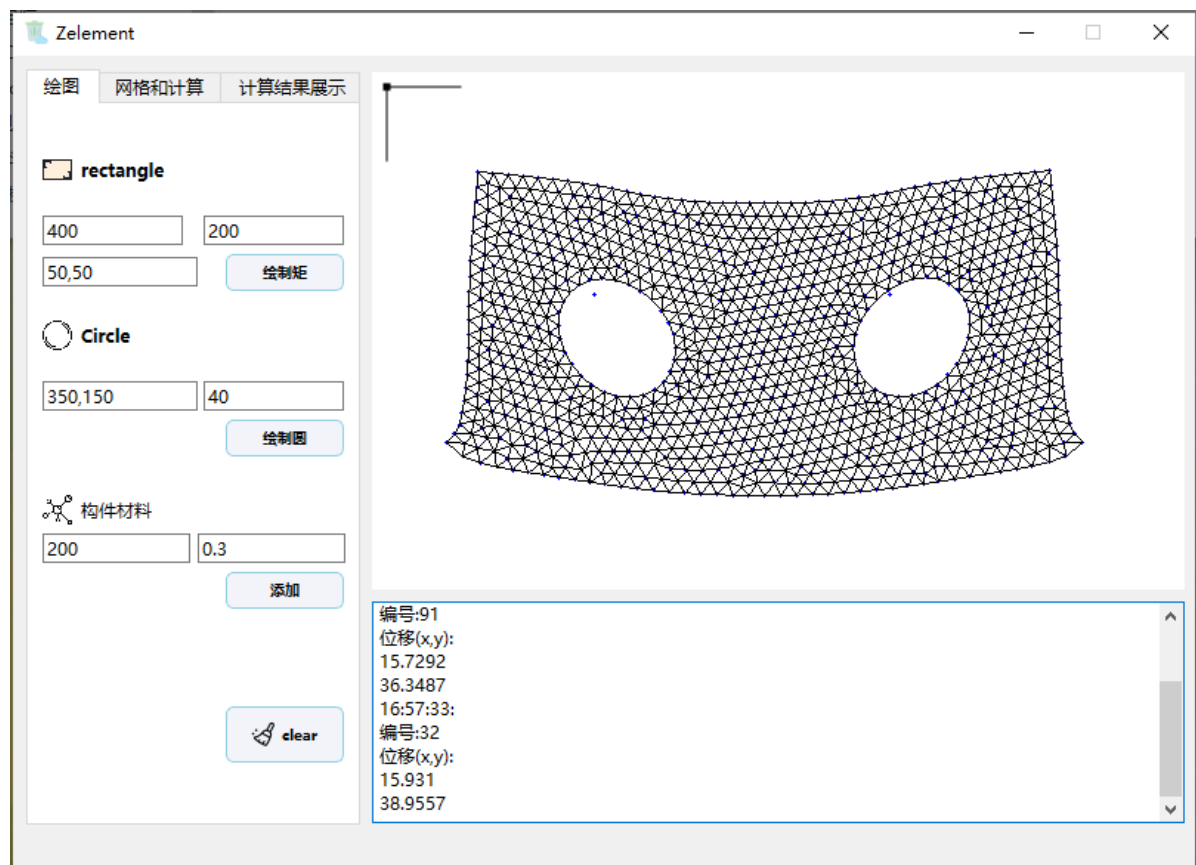 Zelement
绘图 网格和计算 计算结果展示
rectangle
400 200
50,50 绘制矩
Circle
350,150 40
绘制圆
构件材料
200 0.3
添加
clear
编号:91
位移(x,y):
15.7292
36.3487
16:57:33:
编号:32
位移(x,y):
15.931
38.9557